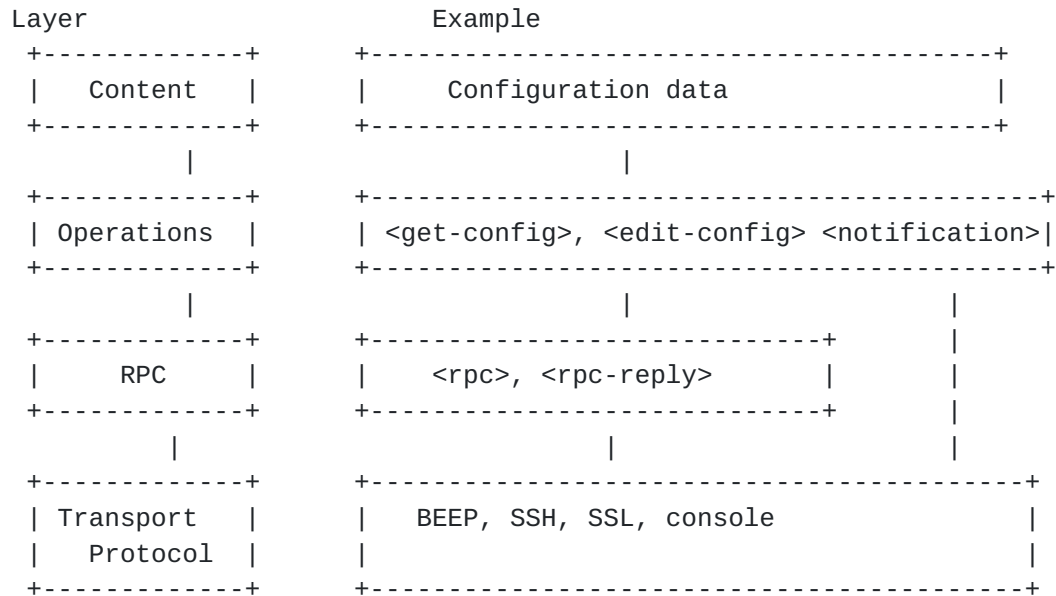 Layer Example
Content Configuration data
Operations <get-config>, <edit-config> <notification>
RPC <rpc>, <rpc-reply>
Transport BEEP, SSH, SSL, console
Protocol